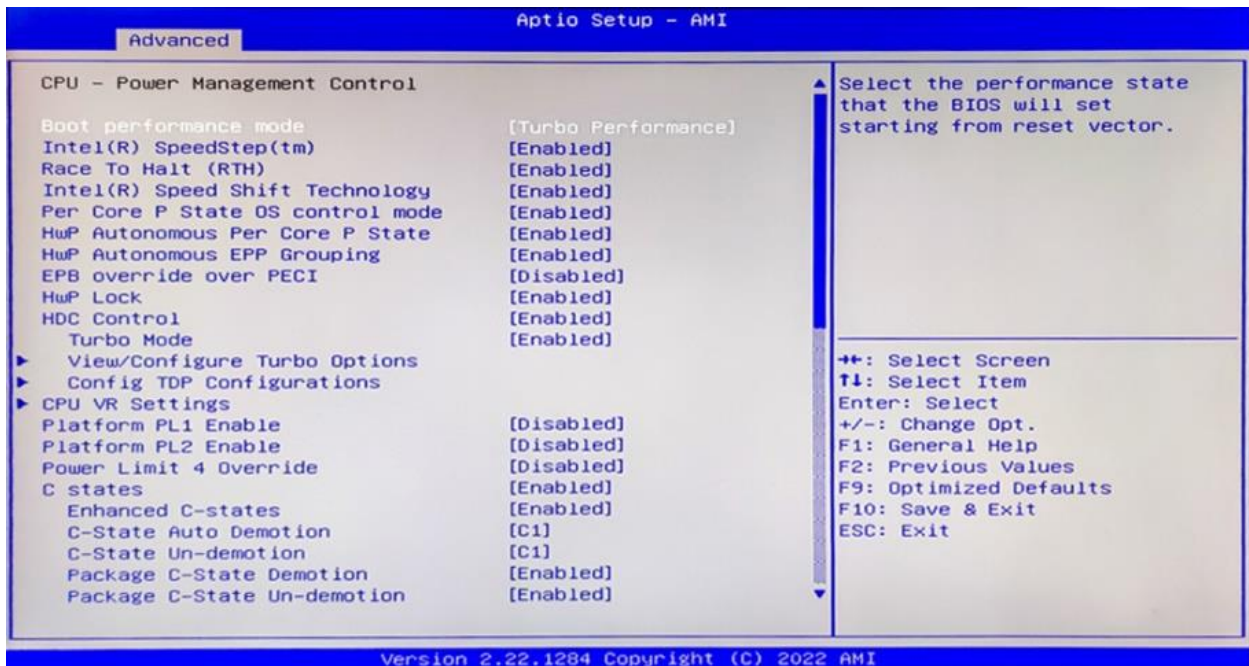 Aptio Setup - AMI
Advanced
CPU - Power Management Control
Boot performance mode [Turbo Performance]
Intel(R) SpeedStep(tm) [Enabled]
Race To Halt (RTH) [Enabled]
Intel(R) Speed Shift Technology [Enabled]
Per Core P State OS control mode [Enabled]
HwP Autonomous Per Core P State [Enabled]
HwP Autonomous EPP Grouping [Enabled]
EPB override over PECI [Disabled]
HwP Lock [Enabled]
HDC Control [Enabled]
Turbo Mode [Enabled]
View/Configure Turbo Options
Config TDP Configurations
CPU VR Settings
Platform PL1 Enable [Disabled]
Platform PL2 Enable [Disabled]
Power Limit 4 Override [Disabled]
C states [Enabled]
Enhanced C-states [Enabled]
C-State Auto Demotion [C1]
C-State Un-demotion [C1]
Package C-State Demotion [Enabled]
Package C-State Un-demotion [Enabled]
Select the performance state
that the BIOS will set
starting from reset vector.
→←: Select Screen
↑↓: Select Item
Enter: Select
+/-: Change Opt.
F1: General Help
F2: Previous Values
F9: Optimized Defaults
F10: Save & Exit
ESC: Exit
Version 2.22.1284 Copyright (C) 2022 AMI